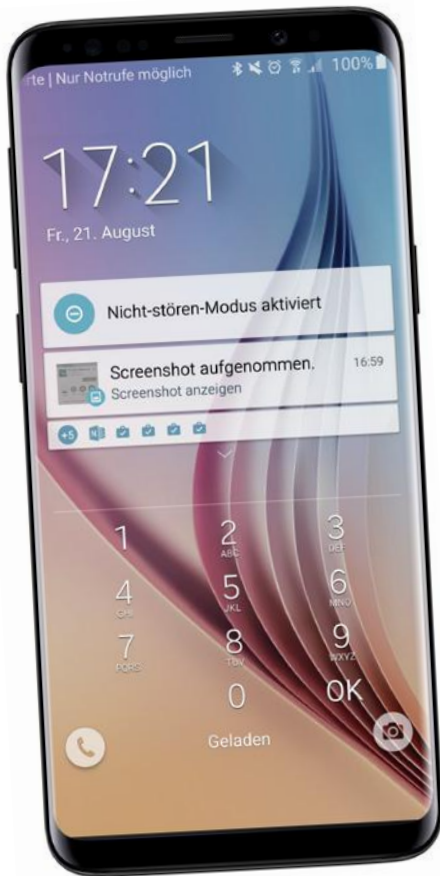 rte | Nur Notrufe möglich 100%
17:21
Fr., 21. August
Nicht-stören-Modus aktiviert
Screenshot aufgenommen. 16:59
Screenshot anzeigen
+5 N
1 2 3
ABC DEF
4 5 6
GHI JKL MNO
7 8 9
PQRS TUV WXYZ
0 OK
Geladen